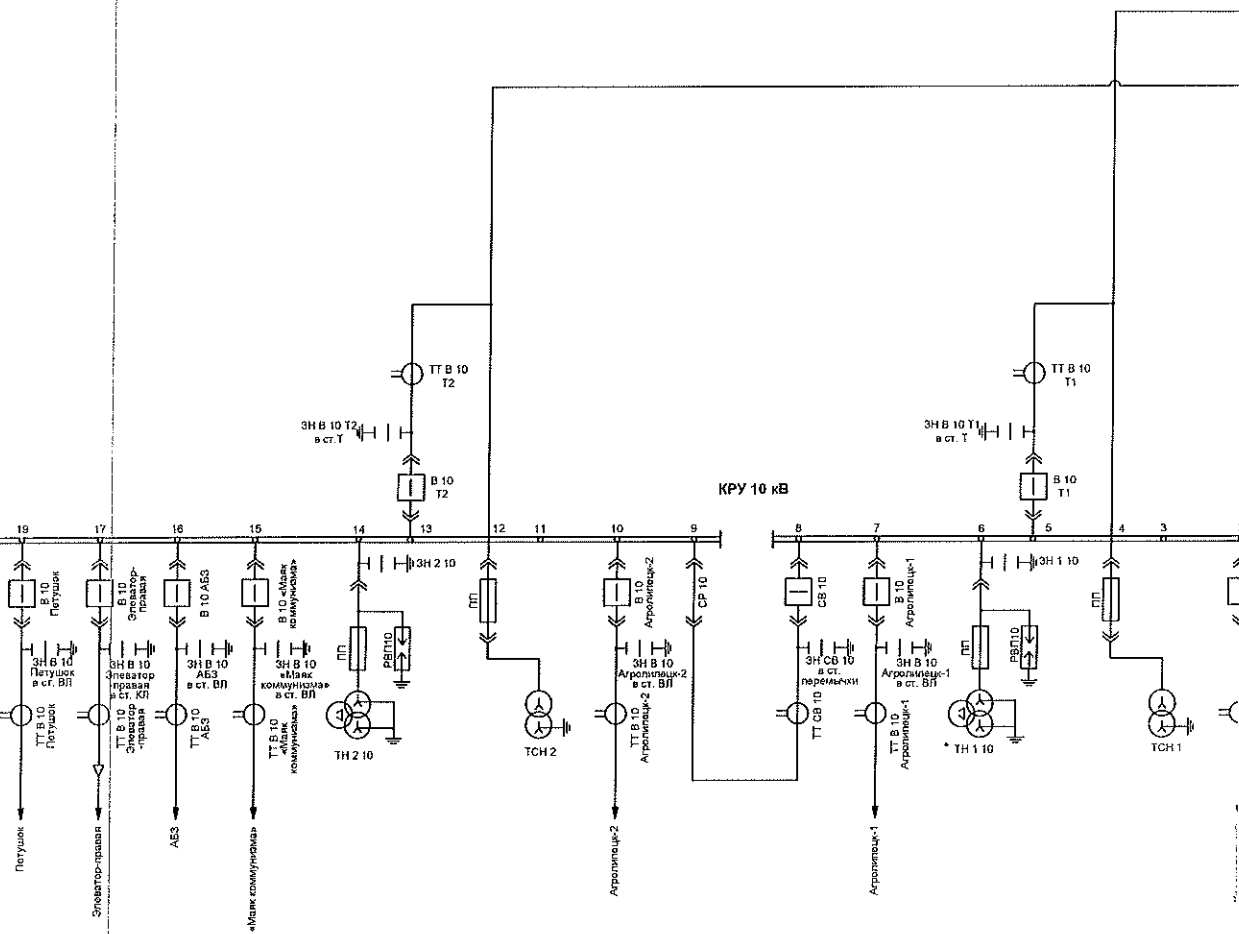 ТТ В 10
Т2
ТТ В 10
Т1
ЗН В 10 Т2
в ст. Т
ЗН В 10 Т1
в ст. Т
В 10
Т2
КРУ 10 кВ
В 10
Т1
19
17
16
15
14
13
12
11
10
9
8
7
6
5
4
3
ЗН 2 10
ЗН 1 10
В 10
Петушок
В 10
Элеватор-
правая
В 10 АБЗ
В 10 «Маяк
коммунизма»
ПП
РВП10
ПП
В 10
Агролипецк-2
СР 10
СВ 10
В 10
Агролипецк-1
ПП
РВП10
ПП
ЗН В 10
Петушок
в ст. ВЛ
ЗН В 10
Элеватор
-правая
в ст. КЛ
ЗН В 10
АБЗ
в ст. ВЛ
ЗН В 10
«Маяк
коммунизма»
в ст. ВЛ
ЗН В 10
Агролипецк-2
в ст. ВЛ
ЗН СВ 10
в ст.
перемычки
ЗН В 10
Агролипецк-1
в ст. ВЛ
ТТ В 10
Петушок
ТТ В 10
Элеватор
-правая
ТТ В 10
АБЗ
ТТ В 10
«Маяк
коммунизма»
ТН 2 10
ТСН 2
ТТ В 10
Агролипецк-2
ТТ СВ 10
ТТ В 10
Агролипецк-1
* ТН 1 10
ТСН 1
Петушок
Элеватор-правая
АБЗ
«Маяк коммунизма»
Агролипецк-2
Агролипецк-1